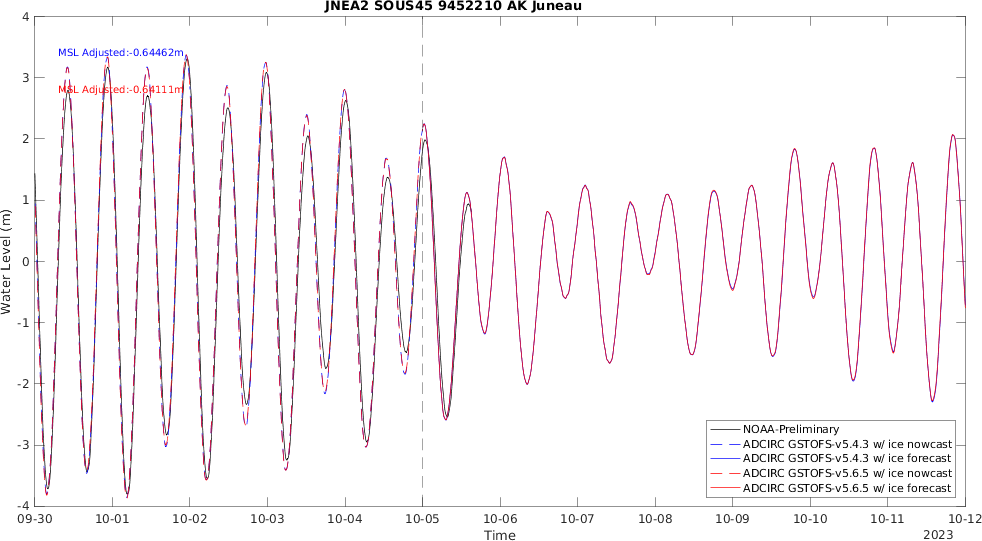 JNEA2 SOUS45 9452210 AK Juneau
MSL Adjusted:-0.64462m
MSL Adjusted:-0.64111m
4
3
2
1
0
-1
-2
-3
-4
Water Level (m)
NOAA-Preliminary
ADCIRC GSTOFS-v5.4.3 w/ ice nowcast
ADCIRC GSTOFS-v5.4.3 w/ ice forecast
ADCIRC GSTOFS-v5.6.5 w/ ice nowcast
ADCIRC GSTOFS-v5.6.5 w/ ice forecast
09-30 10-01 10-02 10-03 10-04 10-05 10-06 10-07 10-08 10-09 10-10 10-11 10-12
Time
2023